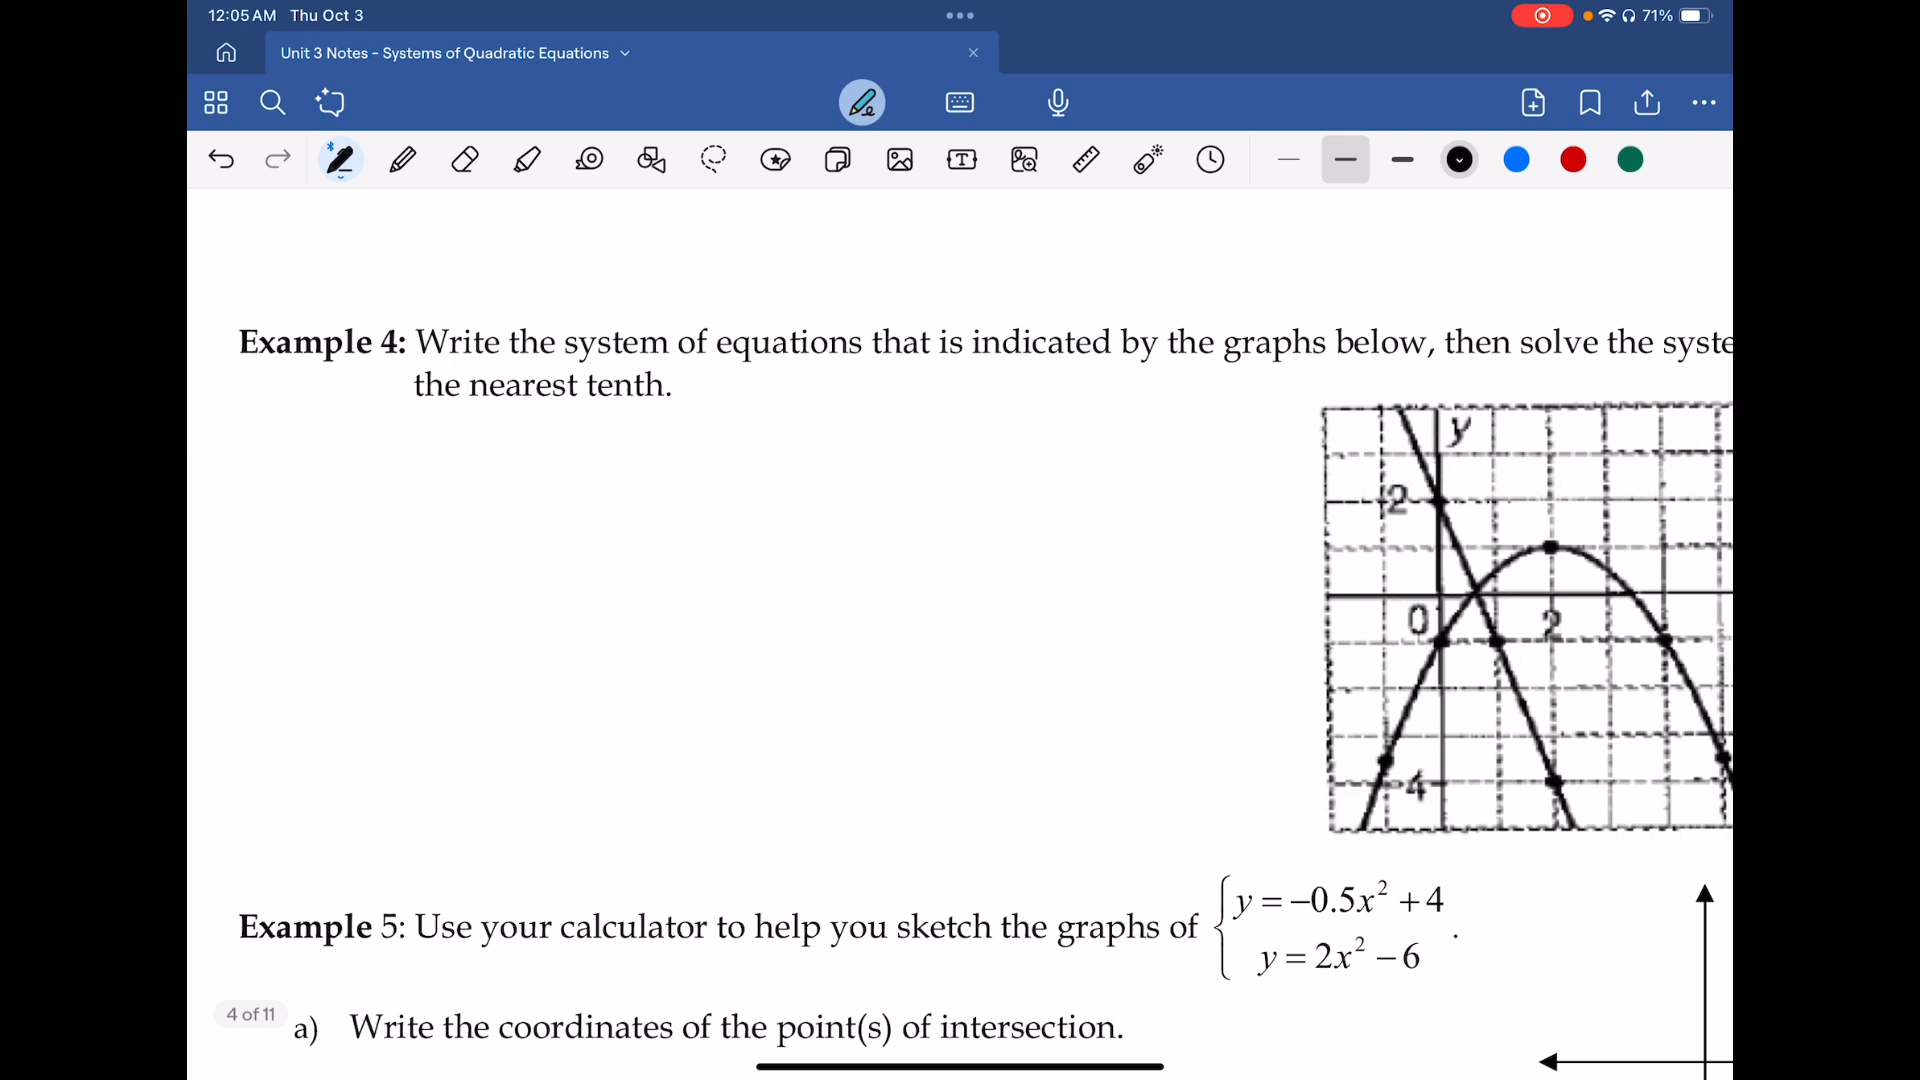 12:05 AM Thu Oct 3
71%
Unit 3 Notes - Systems of Quadratic Equations
Example 4: Write the system of equations that is indicated by the graphs below, then solve the syste
the nearest tenth.
y
2
0
2
-4
Example 5: Use your calculator to help you sketch the graphs of { y = −0.5x² + 4
y = 2x² − 6 .
4 of 11
a) Write the coordinates of the point(s) of intersection.